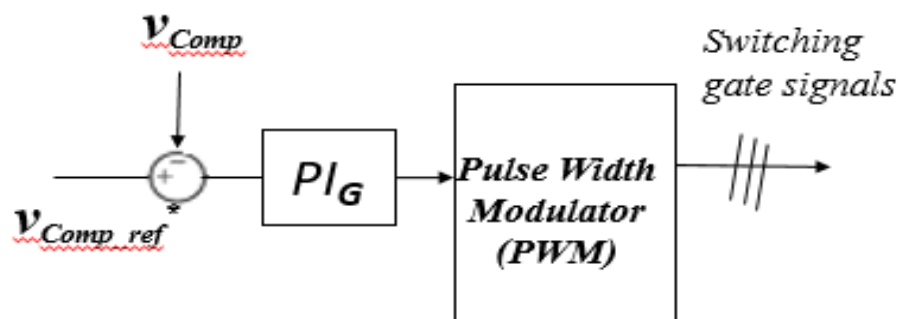 v_Comp
Switching
gate signals
−
+
PI_G
Pulse Width
Modulator
(PWM)
*
v_Comp_ref